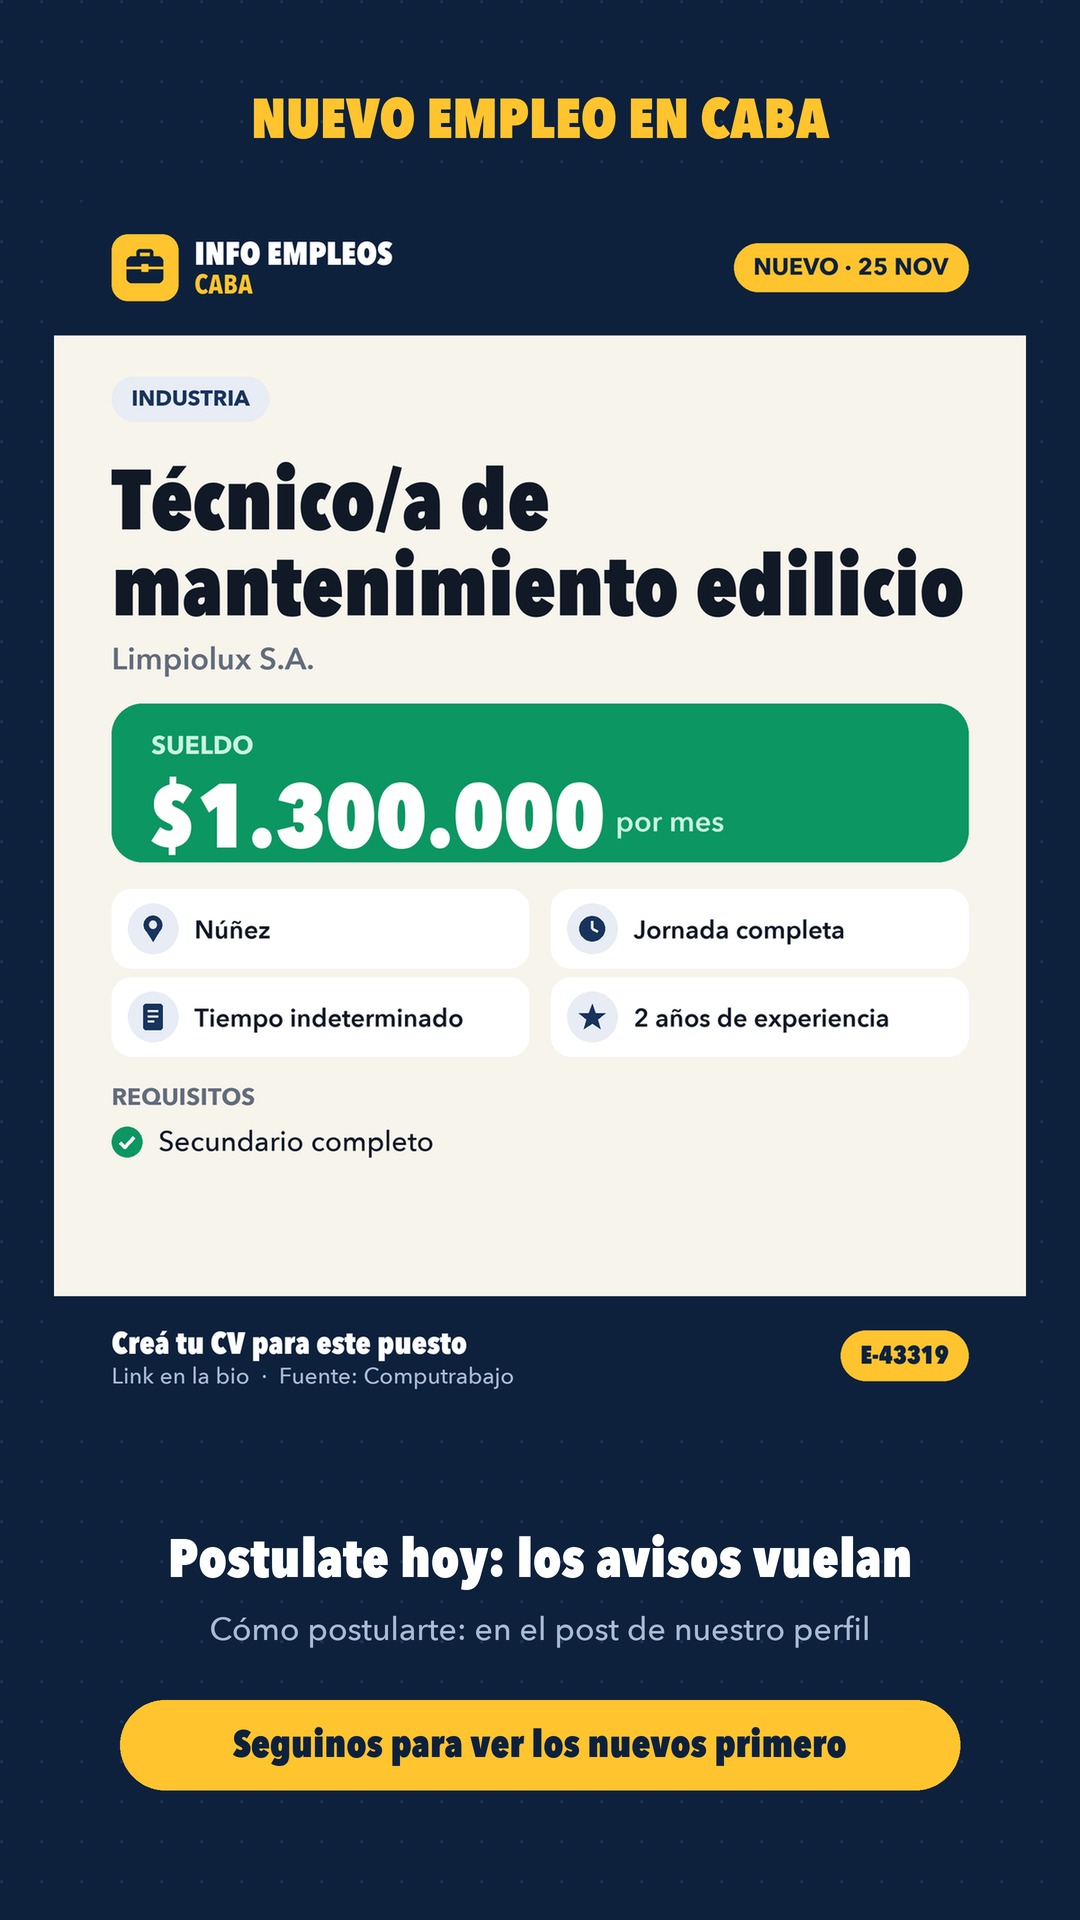 NUEVO EMPLEO EN CABA
INFO EMPLEOS
CABA
NUEVO · 25 NOV
INDUSTRIA
Técnico/a de
mantenimiento edilicio
Limpiolux S.A.
SUELDO
$1.300.000 por mes
Núñez
Jornada completa
Tiempo indeterminado
2 años de experiencia
REQUISITOS
Secundario completo
Creá tu CV para este puesto
Link en la bio · Fuente: Computrabajo
E-43319
Postulate hoy: los avisos vuelan
Cómo postularte: en el post de nuestro perfil
Seguinos para ver los nuevos primero